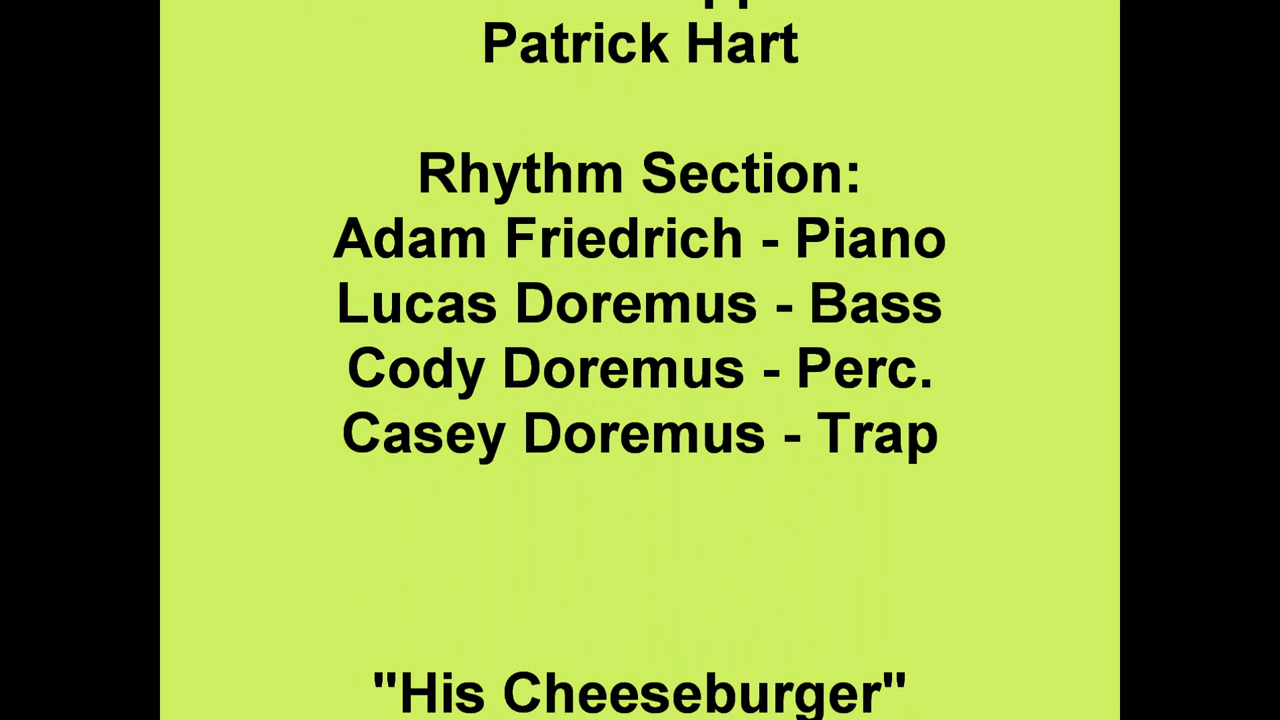 Patrick Hart
Rhythm Section:
Adam Friedrich - Piano
Lucas Doremus - Bass
Cody Doremus - Perc.
Casey Doremus - Trap
"His Cheeseburger"